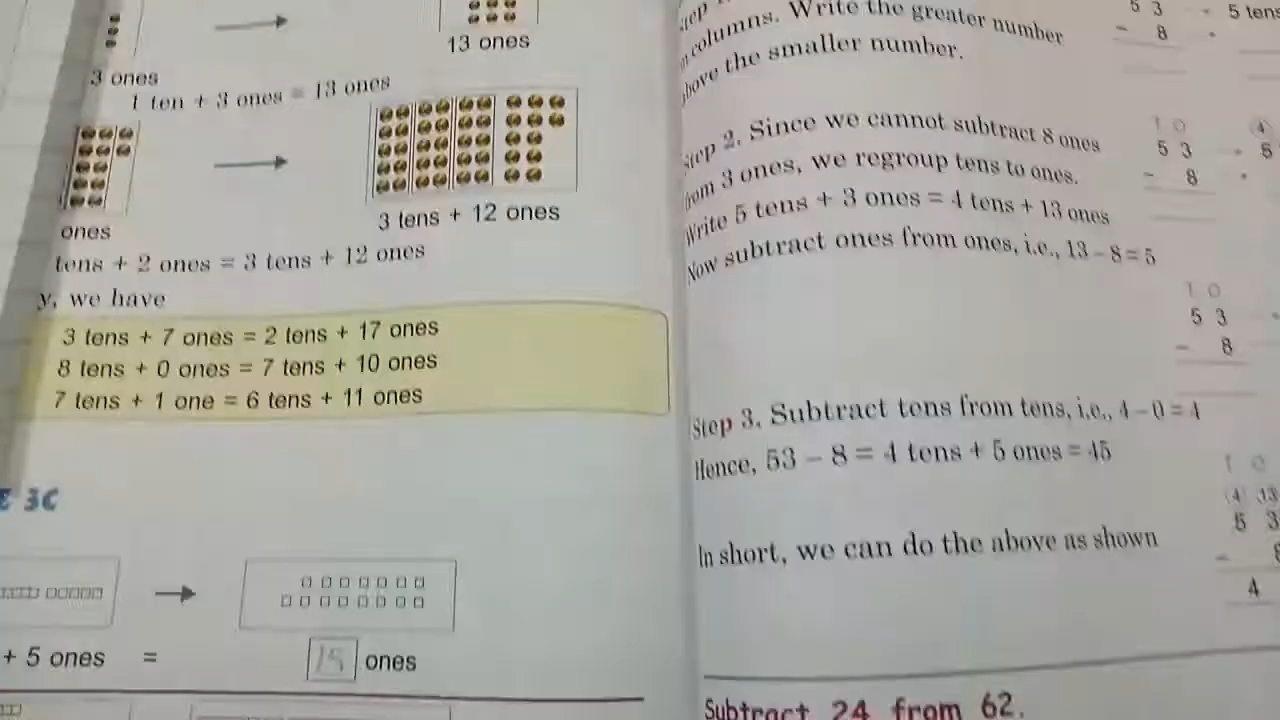 3 ones
13 ones
1 ten + 3 ones = 13 ones
ones
3 tens + 12 ones
tens + 2 ones = 3 tens + 12 ones
y, we have
3 tens + 7 ones = 2 tens + 17 ones
8 tens + 0 ones = 7 tens + 10 ones
7 tens + 1 one = 6 tens + 11 ones
3C
+ 5 ones = 15 ones
columns. Write the greater number
above the smaller number.
5 3
- 8
5 tens
Step 2. Since we cannot subtract 8 ones
from 3 ones, we regroup tens to ones.
Write 5 tens + 3 ones = 4 tens + 13 ones
Now subtract ones from ones, i.e., 13 - 8 = 5
T O
5 3
- 8
4
5
T O
5 3
- 8
Step 3. Subtract tens from tens, i.e., 4 - 0 = 4
Hence, 53 - 8 = 4 tens + 5 ones = 45
In short, we can do the above as shown
T O
(4) 13
5 3
- 8
4
Subtract 24 from 62.